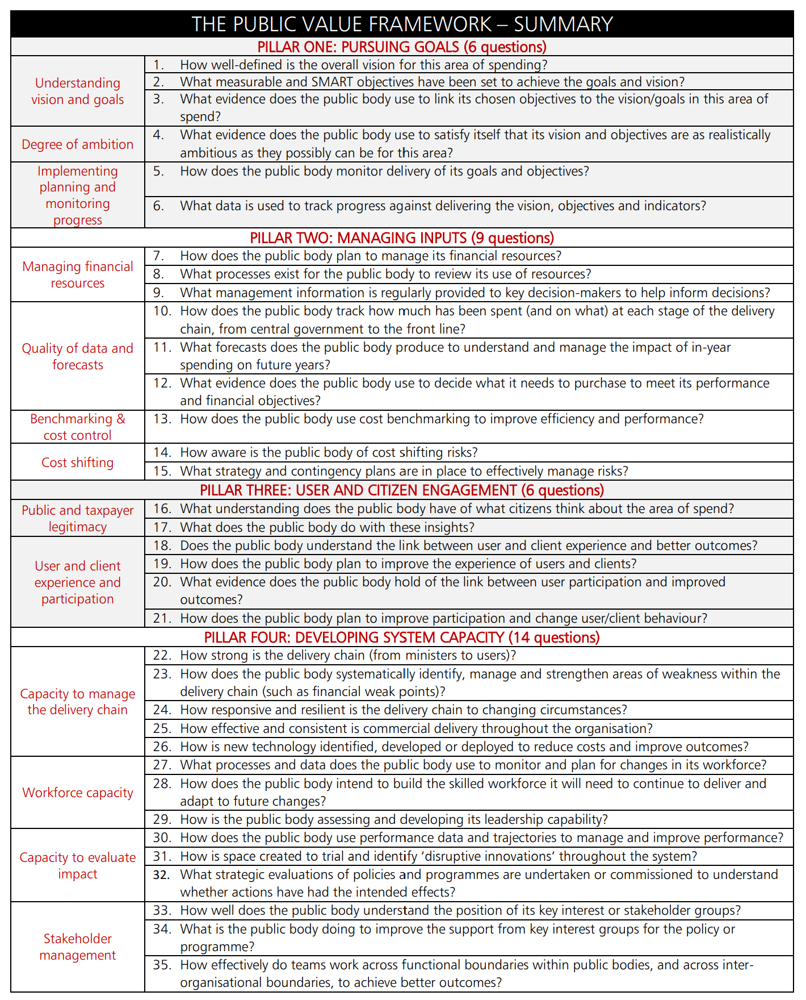 THE PUBLIC VALUE FRAMEWORK – SUMMARY
PILLAR ONE: PURSUING GOALS (6 questions)
Understanding
vision and goals
1. How well-defined is the overall vision for this area of spending?
2. What measurable and SMART objectives have been set to achieve the goals and vision?
3. What evidence does the public body use to link its chosen objectives to the vision/goals in this area of
spend?
Degree of ambition
4. What evidence does the public body use to satisfy itself that its vision and objectives are as realistically
ambitious as they possibly can be for this area?
Implementing
planning and
monitoring
progress
5. How does the public body monitor delivery of its goals and objectives?
6. What data is used to track progress against delivering the vision, objectives and indicators?
PILLAR TWO: MANAGING INPUTS (9 questions)
Managing financial
resources
7. How does the public body plan to manage its financial resources?
8. What processes exist for the public body to review its use of resources?
9. What management information is regularly provided to key decision-makers to help inform decisions?
Quality of data and
forecasts
10. How does the public body track how much has been spent (and on what) at each stage of the delivery
chain, from central government to the front line?
11. What forecasts does the public body produce to understand and manage the impact of in-year
spending on future years?
12. What evidence does the public body use to decide what it needs to purchase to meet its performance
and financial objectives?
Benchmarking &
cost control
13. How does the public body use cost benchmarking to improve efficiency and performance?
Cost shifting
14. How aware is the public body of cost shifting risks?
15. What strategy and contingency plans are in place to effectively manage risks?
PILLAR THREE: USER AND CITIZEN ENGAGEMENT (6 questions)
Public and taxpayer
legitimacy
16. What understanding does the public body have of what citizens think about the area of spend?
17. What does the public body do with these insights?
User and client
experience and
participation
18. Does the public body understand the link between user and client experience and better outcomes?
19. How does the public body plan to improve the experience of users and clients?
20. What evidence does the public body hold of the link between user participation and improved
outcomes?
21. How does the public body plan to improve participation and change user/client behaviour?
PILLAR FOUR: DEVELOPING SYSTEM CAPACITY (14 questions)
Capacity to manage
the delivery chain
22. How strong is the delivery chain (from ministers to users)?
23. How does the public body systematically identify, manage and strengthen areas of weakness within the
delivery chain (such as financial weak points)?
24. How responsive and resilient is the delivery chain to changing circumstances?
25. How effective and consistent is commercial delivery throughout the organisation?
26. How is new technology identified, developed or deployed to reduce costs and improve outcomes?
Workforce capacity
27. What processes and data does the public body use to monitor and plan for changes in its workforce?
28. How does the public body intend to build the skilled workforce it will need to continue to deliver and
adapt to future changes?
29. How is the public body assessing and developing its leadership capability?
Capacity to evaluate
impact
30. How does the public body use performance data and trajectories to manage and improve performance?
31. How is space created to trial and identify ‘disruptive innovations’ throughout the system?
32. What strategic evaluations of policies and programmes are undertaken or commissioned to understand
whether actions have had the intended effects?
Stakeholder
management
33. How well does the public body understand the position of its key interest or stakeholder groups?
34. What is the public body doing to improve the support from key interest groups for the policy or
programme?
35. How effectively do teams work across functional boundaries within public bodies, and across inter-
organisational boundaries, to achieve better outcomes?